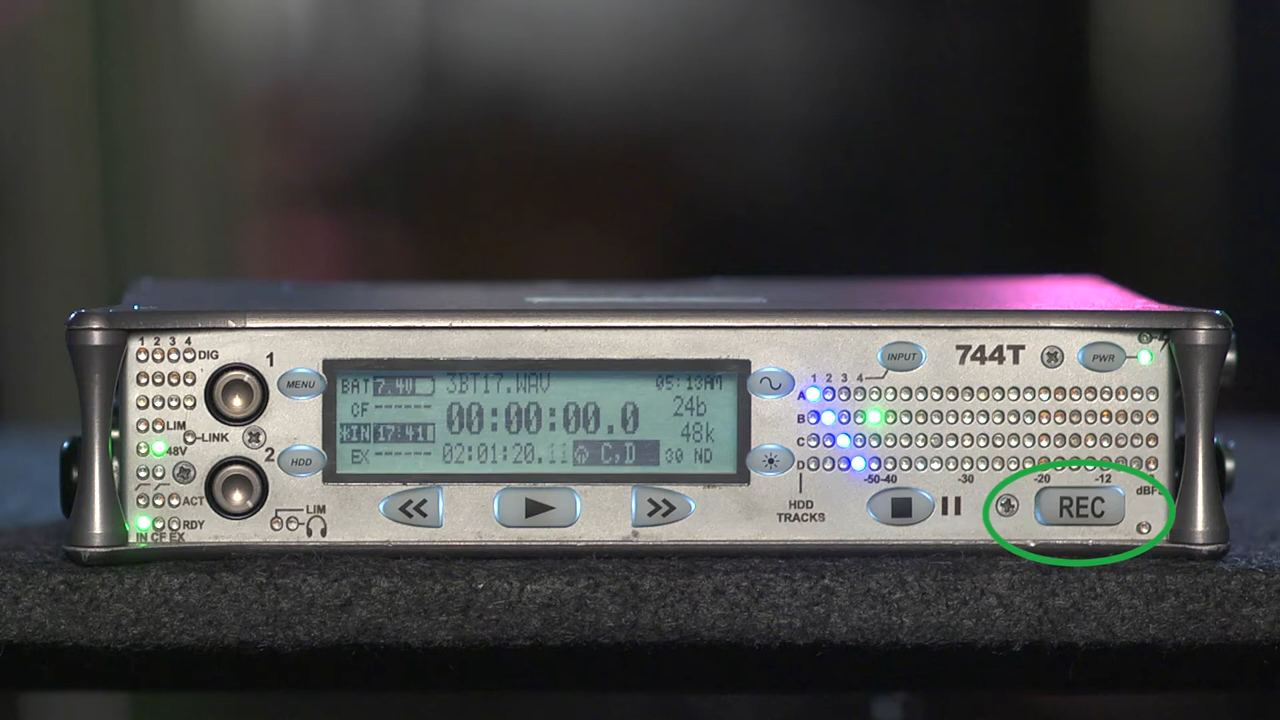 1 2 3 4
DIG
1
LIM
LINK
48V
2
ACT
RDY
IN CF EX
LIM
MENU
HDD
BAT 7.40 3BT17.WAV 05:13AM
CF ------ 00:00:00.0 24b
IN 17:41 48k
EX ------ 02:01:20.11 C,D 30 ND
INPUT
744T
PWR
1 2 3 4
A
B
C
D
-50 -40 -30 -20 -12
dBF
HDD
TRACKS
REC